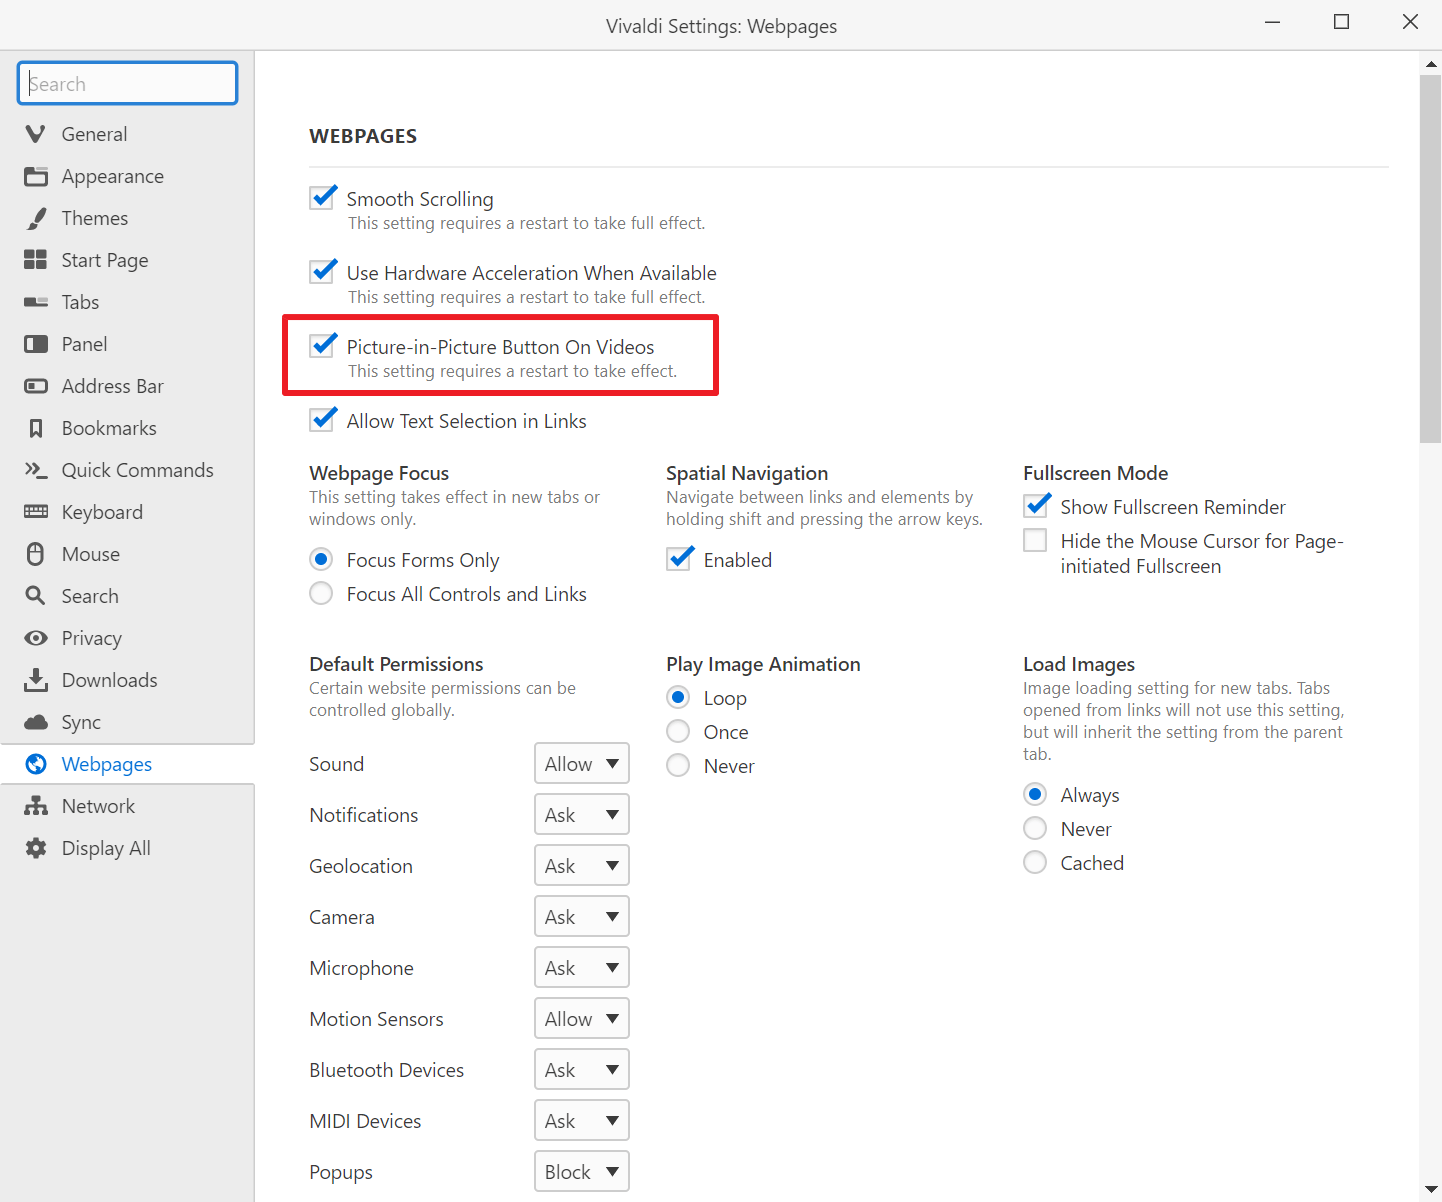 Vivaldi Settings: Webpages
Search
General
Appearance
Themes
Start Page
Tabs
Panel
Address Bar
Bookmarks
Quick Commands
Keyboard
Mouse
Search
Privacy
Downloads
Sync
Webpages
Network
Display All
WEBPAGES
Smooth Scrolling
This setting requires a restart to take full effect.
Use Hardware Acceleration When Available
This setting requires a restart to take full effect.
Picture-in-Picture Button On Videos
This setting requires a restart to take effect.
Allow Text Selection in Links
Webpage Focus
This setting takes effect in new tabs or
windows only.
Focus Forms Only
Focus All Controls and Links
Spatial Navigation
Navigate between links and elements by
holding shift and pressing the arrow keys.
Enabled
Fullscreen Mode
Show Fullscreen Reminder
Hide the Mouse Cursor for Page-
initiated Fullscreen
Default Permissions
Certain website permissions can be
controlled globally.
Sound Allow
Notifications Ask
Geolocation Ask
Camera Ask
Microphone Ask
Motion Sensors Allow
Bluetooth Devices Ask
MIDI Devices Ask
Popups Block
Play Image Animation
Loop
Once
Never
Load Images
Image loading setting for new tabs. Tabs
opened from links will not use this setting,
but will inherit the setting from the parent
tab.
Always
Never
Cached